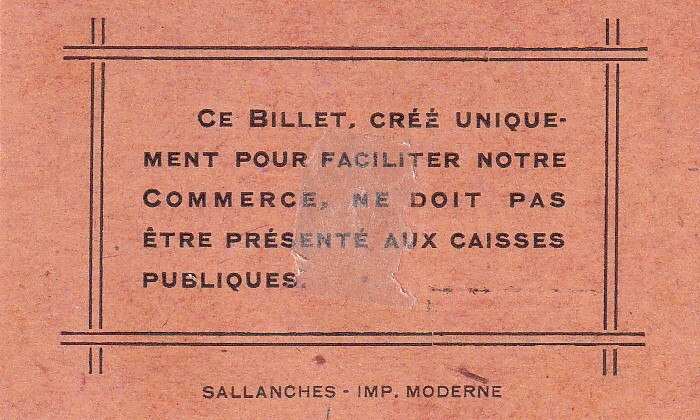 CE BILLET, CRÉÉ UNIQUE-
MENT POUR FACILITER NOTRE
COMMERCE, NE DOIT PAS
ÊTRE PRÉSENTÉ AUX CAISSES
PUBLIQUES.
SALLANCHES - IMP. MODERNE